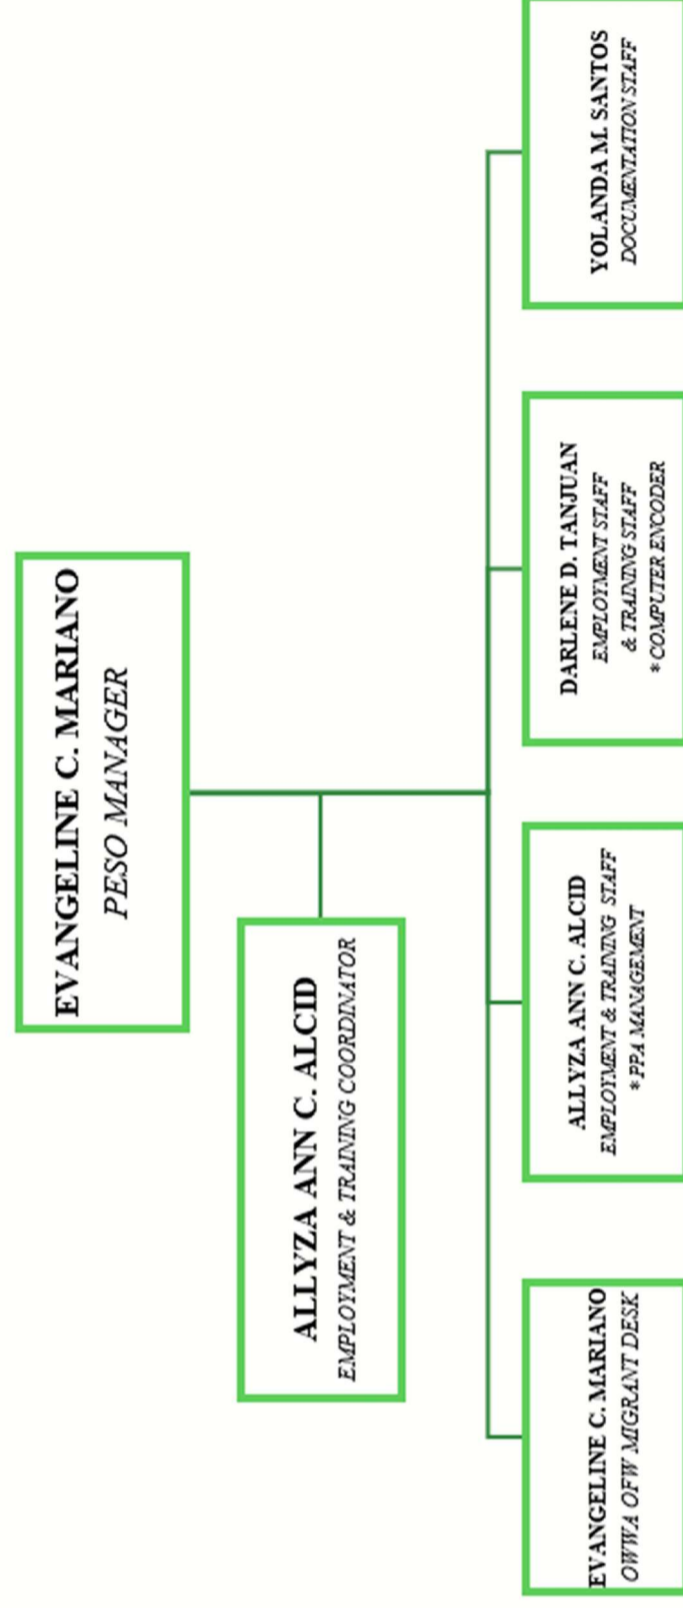 EVANGELINE C. MARIANO
PESO MANAGER
ALLYZA ANN C. ALCID
EMPLOYMENT & TRAINING COORDINATOR
EVANGELINE C. MARIANO
OWWA OFW MIGRANT DESK
ALLYZA ANN C. ALCID
EMPLOYMENT & TRAINING STAFF
* PPA MANAGEMENT
DARLENE D. TANJUAN
EMPLOYMENT STAFF
& TRAINING STAFF
* COMPUTER ENCODER
YOLANDA M. SANTOS
DOCUMENTATION STAFF